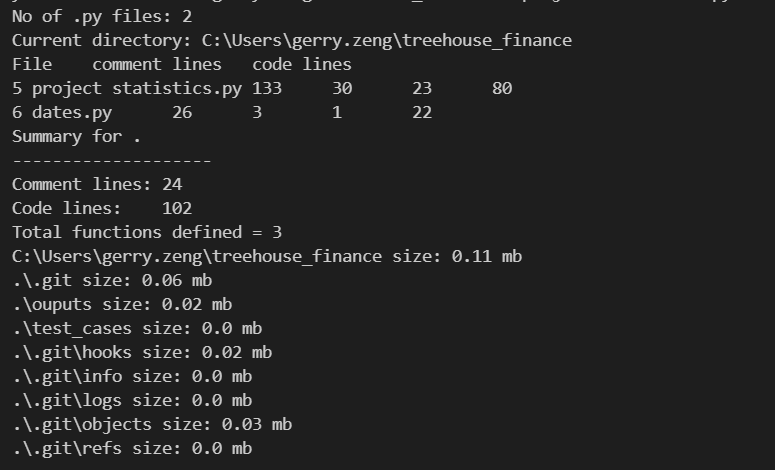 No of .py files: 2
Current directory: C:\Users\gerry.zeng\treehouse_finance
File    comment lines   code lines
5 project statistics.py 133     30      23      80
6 dates.py      26      3       1       22
Summary for .
--------------------
Comment lines: 24
Code lines:    102
Total functions defined = 3
C:\Users\gerry.zeng\treehouse_finance size: 0.11 mb
.\.git size: 0.06 mb
.\ouputs size: 0.02 mb
.\test_cases size: 0.0 mb
.\.git\hooks size: 0.02 mb
.\.git\info size: 0.0 mb
.\.git\logs size: 0.0 mb
.\.git\objects size: 0.03 mb
.\.git\refs size: 0.0 mb